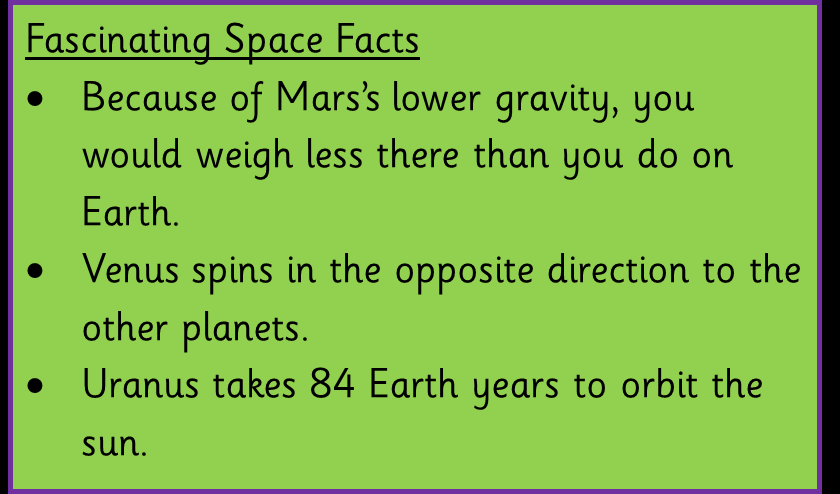 Fascinating Space Facts
• Because of Mars’s lower gravity, you
would weigh less there than you do on
Earth.
• Venus spins in the opposite direction to the
other planets.
• Uranus takes 84 Earth years to orbit the
sun.